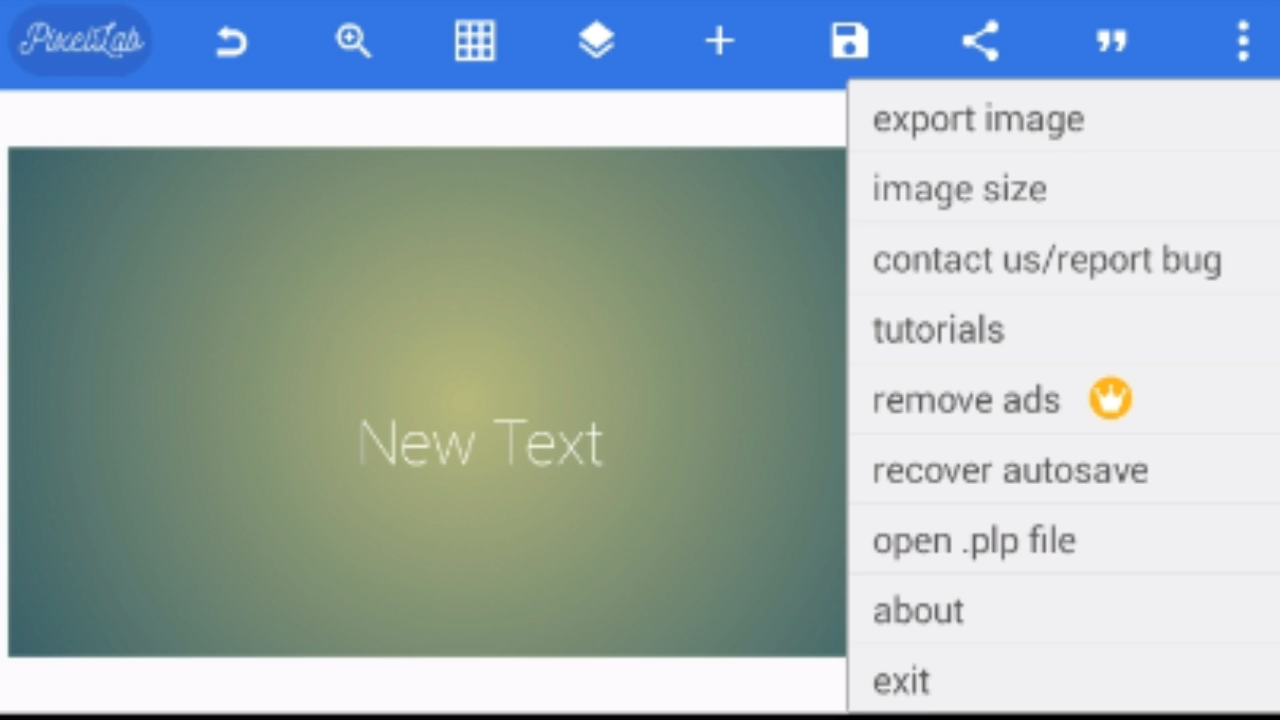 PixelLab
export image
image size
contact us/report bug
tutorials
remove ads
recover autosave
open .plp file
about
exit
New Text